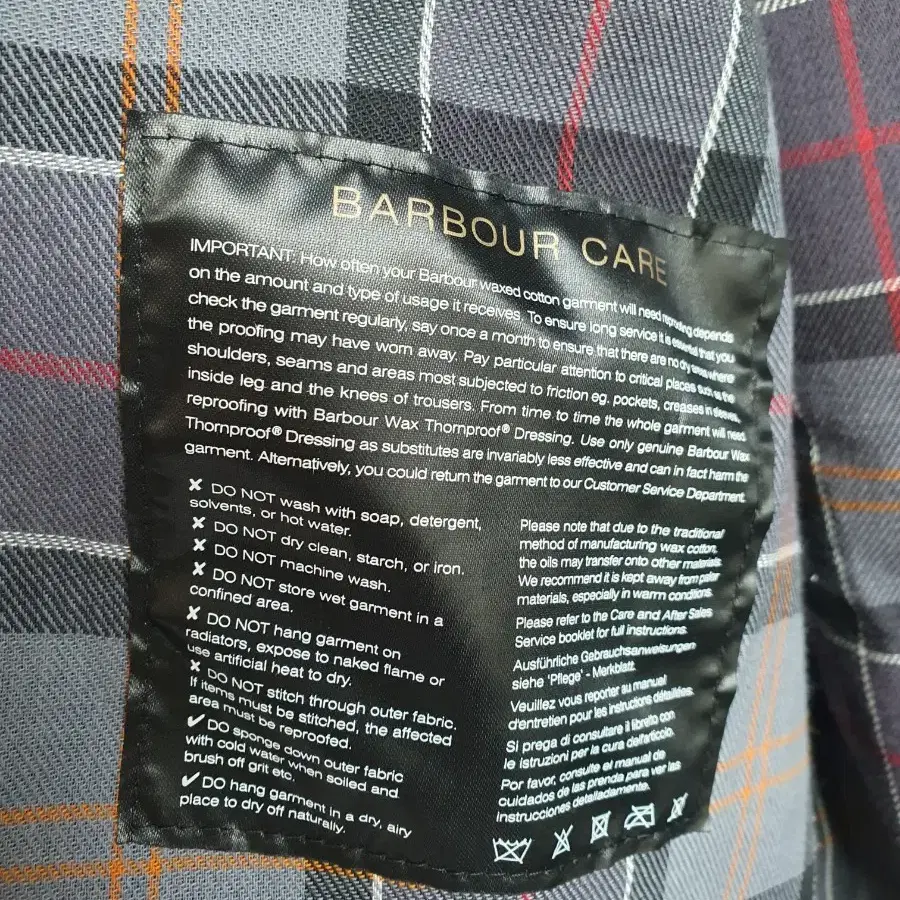 BARBOUR CARE
IMPORTANT: How often your Barbour waxed cotton garment will need reproofing depends
on the amount and type of usage it receives. To ensure long service it is essential that you
check the garment regularly, say once a month to ensure that there are no dry areas where
the proofing may have worn away. Pay particular attention to critical places such as the
shoulders, seams and areas most subjected to friction eg. pockets, creases in sleeves,
inside leg and the knees of trousers. From time to time the whole garment will need
reproofing with Barbour Wax Thornproof® Dressing. Use only genuine Barbour Wax
Thornproof® Dressing as substitutes are invariably less effective and can in fact harm the
garment. Alternatively, you could return the garment to our Customer Service Department.
✘ DO NOT wash with soap, detergent,
solvents, or hot water.
✘ DO NOT dry clean, starch, or iron.
✘ DO NOT machine wash.
✘ DO NOT store wet garment in a
confined area.
✘ DO NOT hang garment on
radiators, expose to naked flame or
use artificial heat to dry.
✘ DO NOT stitch through outer fabric.
If items must be stitched, the affected
area must be reproofed.
✔ DO sponge down outer fabric
with cold water when soiled and
brush off grit etc.
✔ DO hang garment in a dry, airy
place to dry off naturally.
Please note that due to the traditional
method of manufacturing wax cotton,
the oils may transfer onto other materials.
We recommend it is kept away from paler
materials, especially in warm conditions.
Please refer to the Care and After Sales
Service booklet for full instructions.
Ausführliche Gebrauchsanweisungen
siehe 'Pflege' - Merkblatt.
Veuillez vous reporter au manuel
d'entretien pour les instructions détaillées.
Si prega di consultare il libretto con
le istruzioni per la cura dell'articolo.
Por favor, consulte el manual de
cuidados de las prenda para ver las
instrucciones detalladamente.